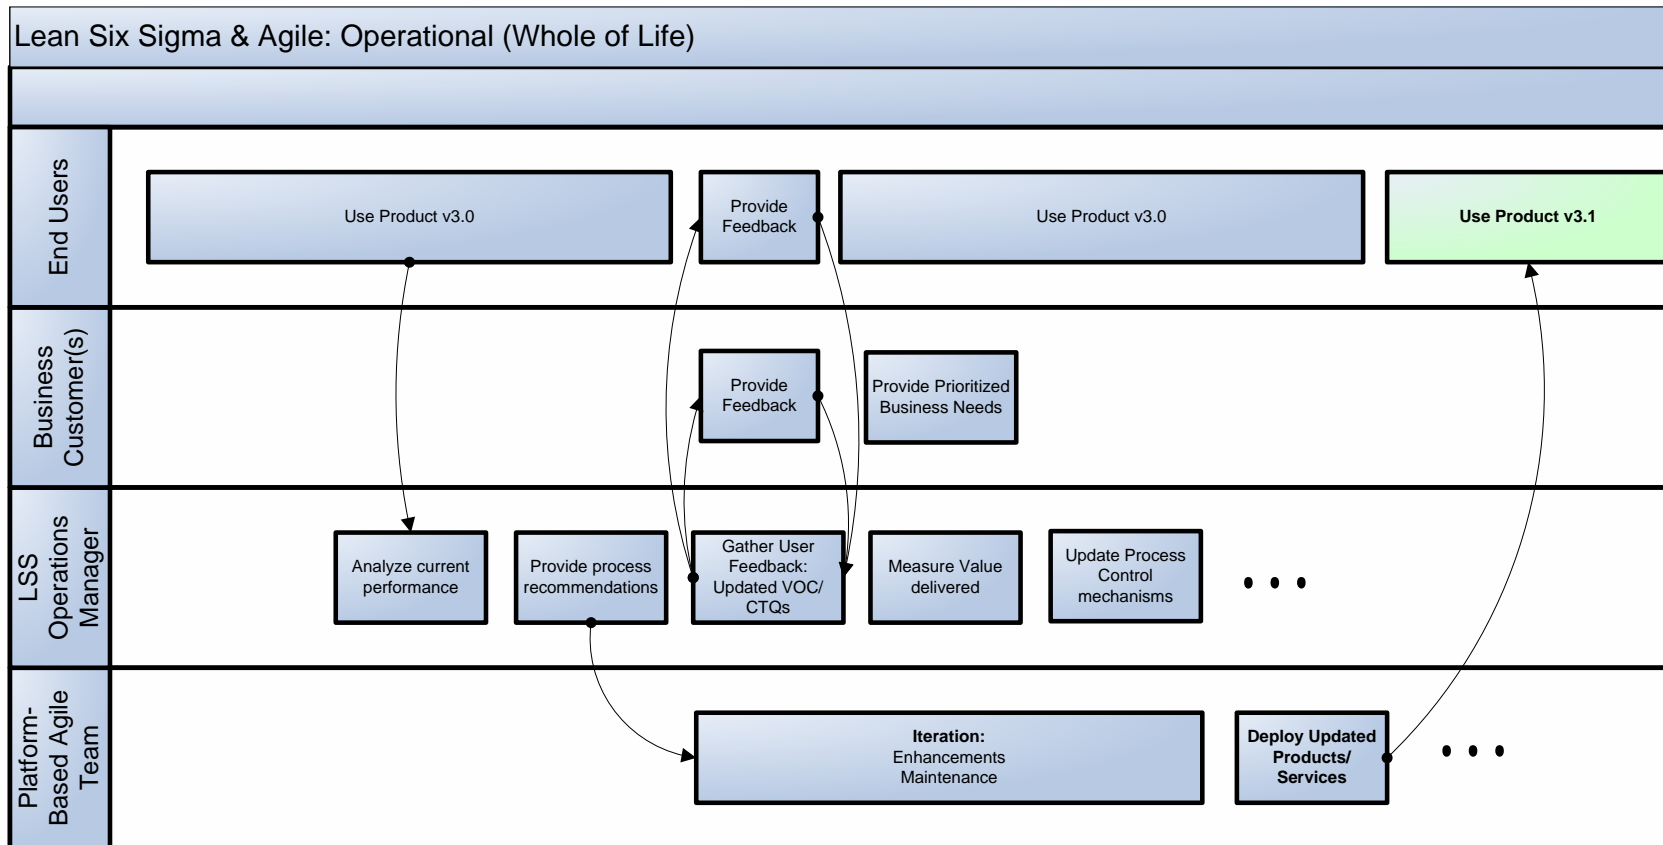 Lean Six Sigma & Agile: Operational (Whole of Life)
End Users
Use Product v3.0
Provide
Feedback
Use Product v3.0
Use Product v3.1
Business
Customer(s)
Provide
Feedback
Provide Prioritized
Business Needs
LSS
Operations
Manager
Analyze current
performance
Provide process
recommendations
Gather User
Feedback:
Updated VOC/
CTQs
Measure Value
delivered
Update Process
Control
mechanisms
• • •
Platform-
Based Agile
Team
Iteration:
Enhancements
Maintenance
Deploy Updated
Products/
Services
• • •